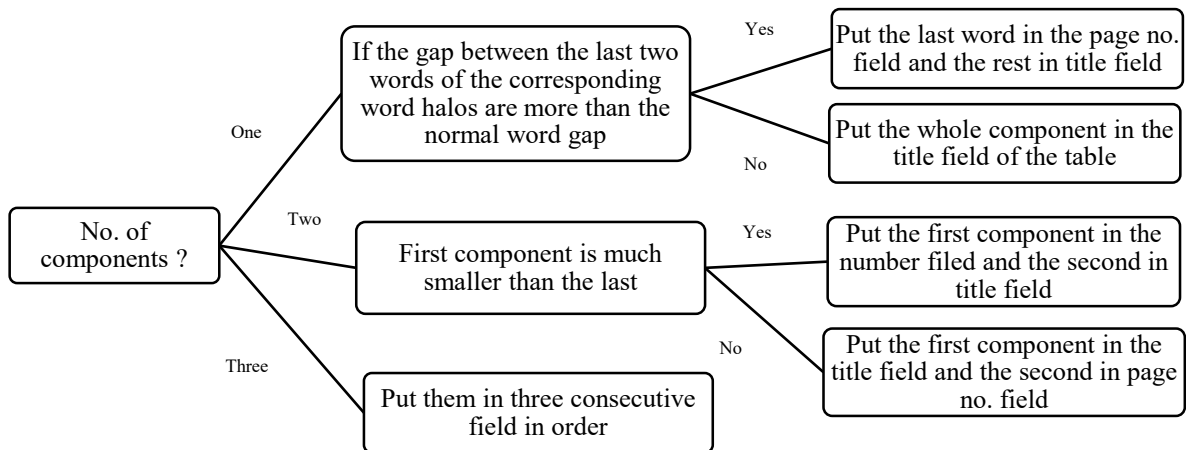 No. of
components ?
One
If the gap between the last two
words of the corresponding
word halos are more than the
normal word gap
Yes
Put the last word in the page no.
field and the rest in title field
No
Put the whole component in the
title field of the table
Two
First component is much
smaller than the last
Yes
Put the first component in the
number filed and the second in
title field
No
Put the first component in the
title field and the second in page
no. field
Three
Put them in three consecutive
field in order